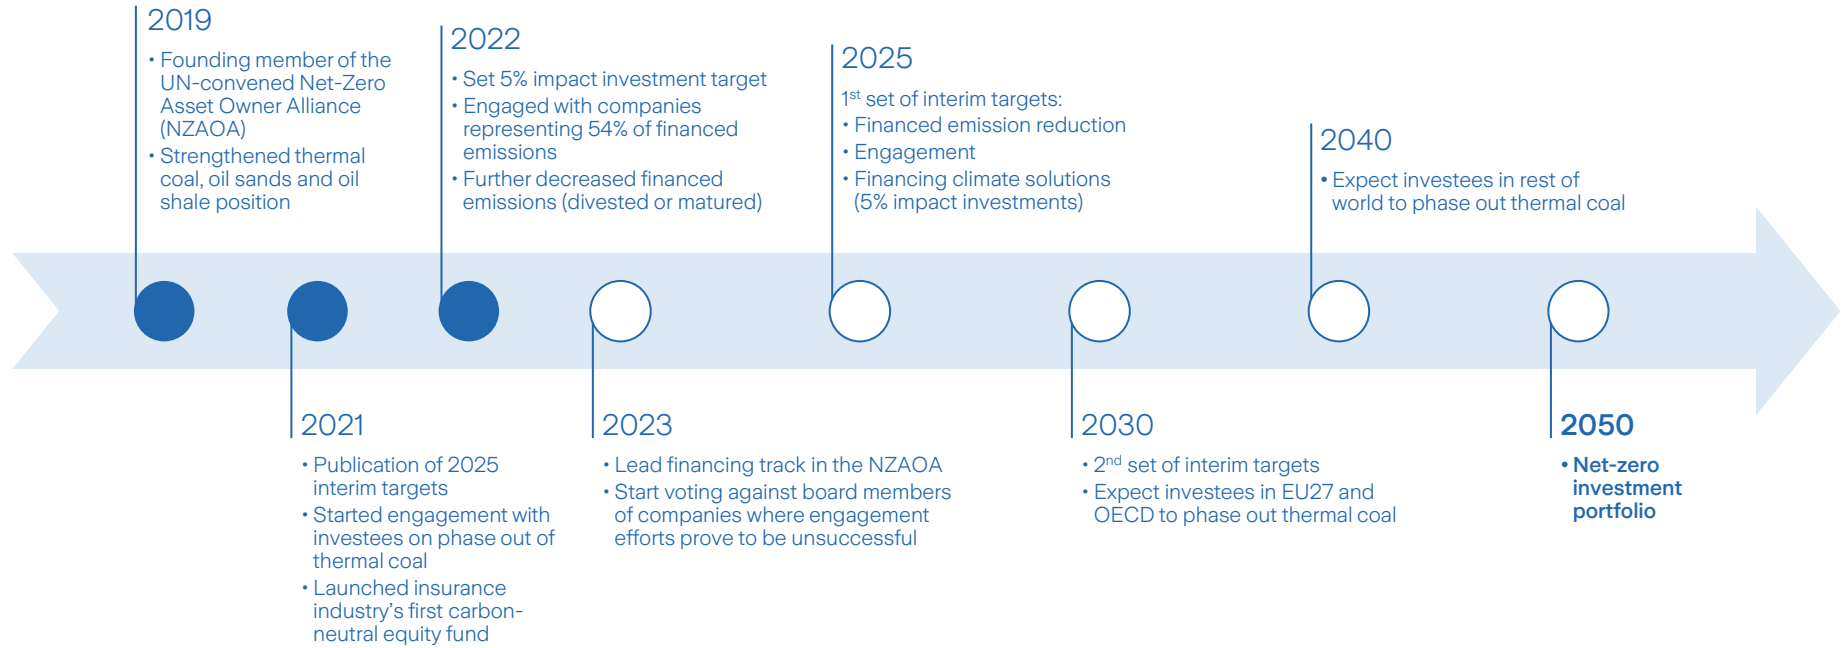 2019
• Founding member of the
UN-convened Net-Zero
Asset Owner Alliance
(NZAOA)
• Strengthened thermal
coal, oil sands and oil
shale position
2021
• Publication of 2025
interim targets
• Started engagement with
investees on phase out of
thermal coal
• Launched insurance
industry’s first carbon-
neutral equity fund
2022
• Set 5% impact investment target
• Engaged with companies
representing 54% of financed
emissions
• Further decreased financed
emissions (divested or matured)
2023
• Lead financing track in the NZAOA
• Start voting against board members
of companies where engagement
efforts prove to be unsuccessful
2025
1st set of interim targets:
• Financed emission reduction
• Engagement
• Financing climate solutions
(5% impact investments)
2030
• 2nd set of interim targets
• Expect investees in EU27 and
OECD to phase out thermal coal
2040
• Expect investees in rest of
world to phase out thermal coal
2050
• Net-zero
investment
portfolio